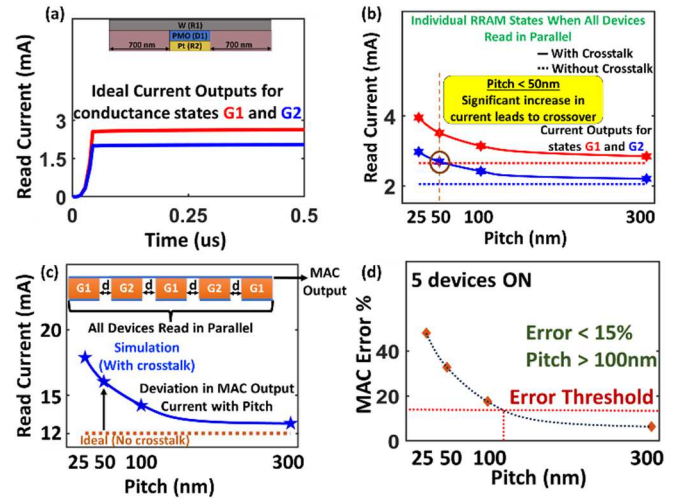 (a)
W (R1)
PMO (D1)
700 nm
Pt (R2)
700 nm
Ideal Current Outputs for
conductance states G1 and G2
Read Current (mA)
3
1.5
0
0
0.25
0.5
Time (us)
(b)
Individual RRAM States When All Devices
Read in Parallel
With Crosstalk
Without Crosstalk
Pitch < 50nm
Significant increase in
current leads to crossover
Current Outputs for
states G1 and G2
Read Current (mA)
4
2
25 50 100 300
Pitch (nm)
(c)
G1 d G2 d G1 d G2 d G1
MAC
Output
All Devices Read in Parallel
Simulation
(With crosstalk)
Deviation in MAC Output
Current with Pitch
Ideal (No crosstalk)
Read Current (mA)
20
15
12
25 50 100 300
Pitch (nm)
(d)
5 devices ON
Error < 15%
Pitch > 100nm
Error Threshold
MAC Error %
40
20
0
25 50 100 300
Pitch (nm)